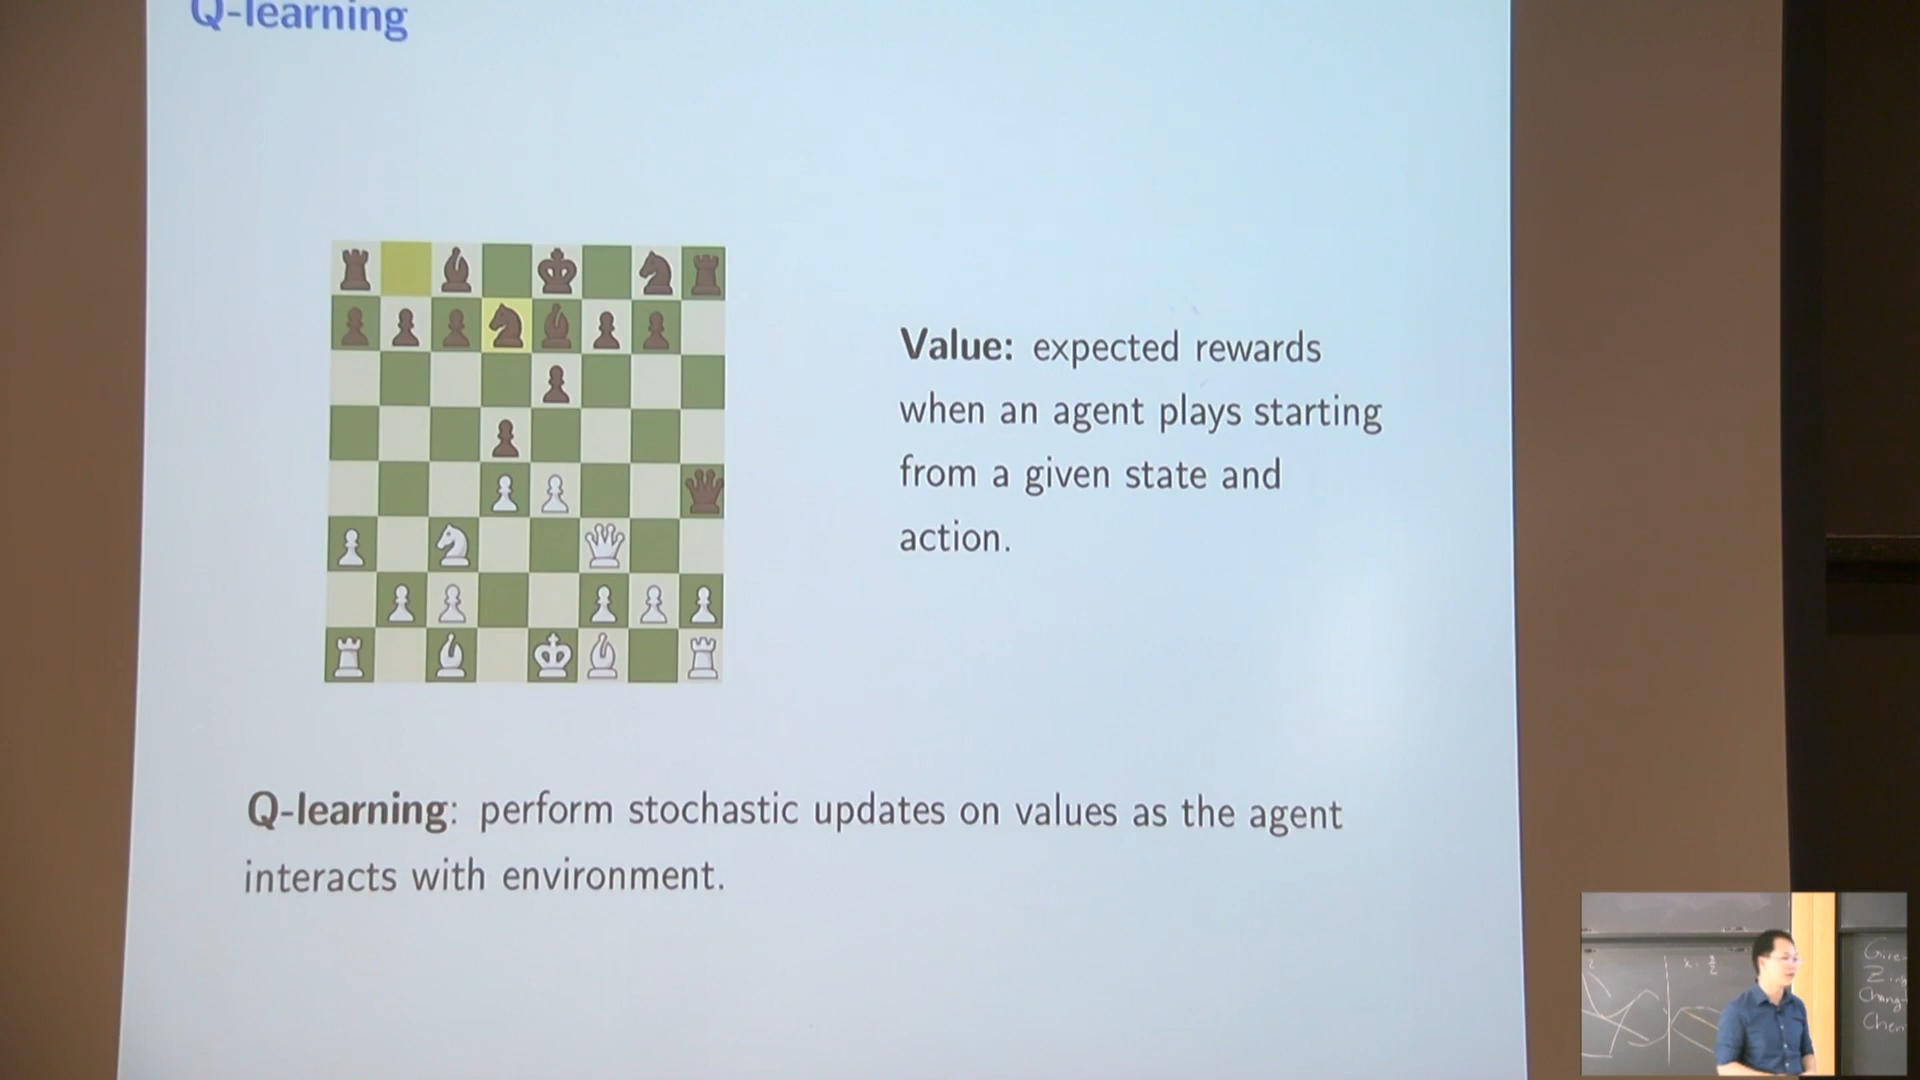 Q-learning
Value: expected rewards
when an agent plays starting
from a given state and
action.
Q-learning: perform stochastic updates on values as the agent
interacts with environment.